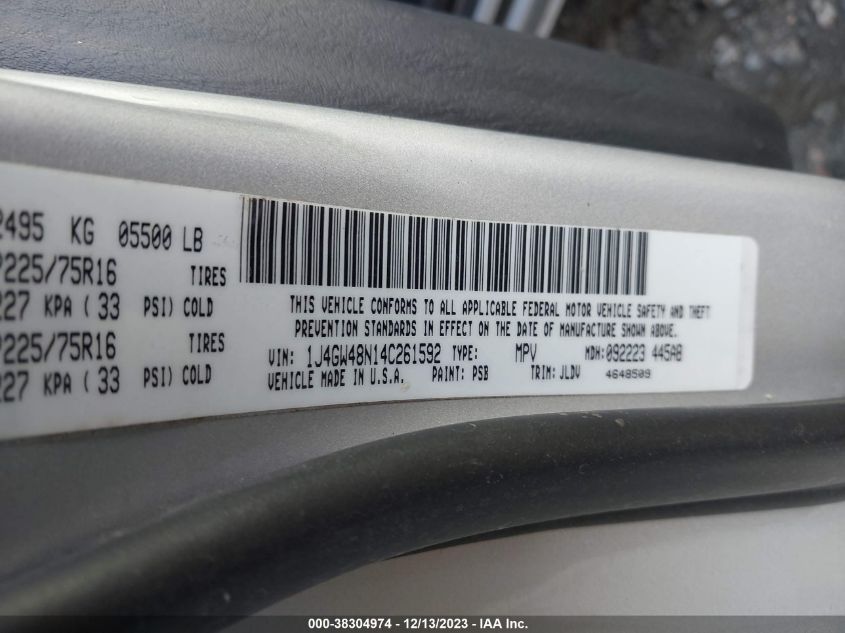 2495 KG 05500 LB
P225/75R16 TIRES
227 KPA ( 33 PSI) COLD
P225/75R16 TIRES
227 KPA ( 33 PSI) COLD
THIS VEHICLE CONFORMS TO ALL APPLICABLE FEDERAL MOTOR VEHICLE SAFETY AND THEFT
PREVENTION STANDARDS IN EFFECT ON THE DATE OF MANUFACTURE SHOWN ABOVE.
VIN: 1J4GW48N14C261592 TYPE: MPV MDH: 092223 445AB
VEHICLE MADE IN U.S.A. PAINT: PSB TRIM: JLDV 4648509
000-38304974 | 12/13/2023 - IAA Inc.